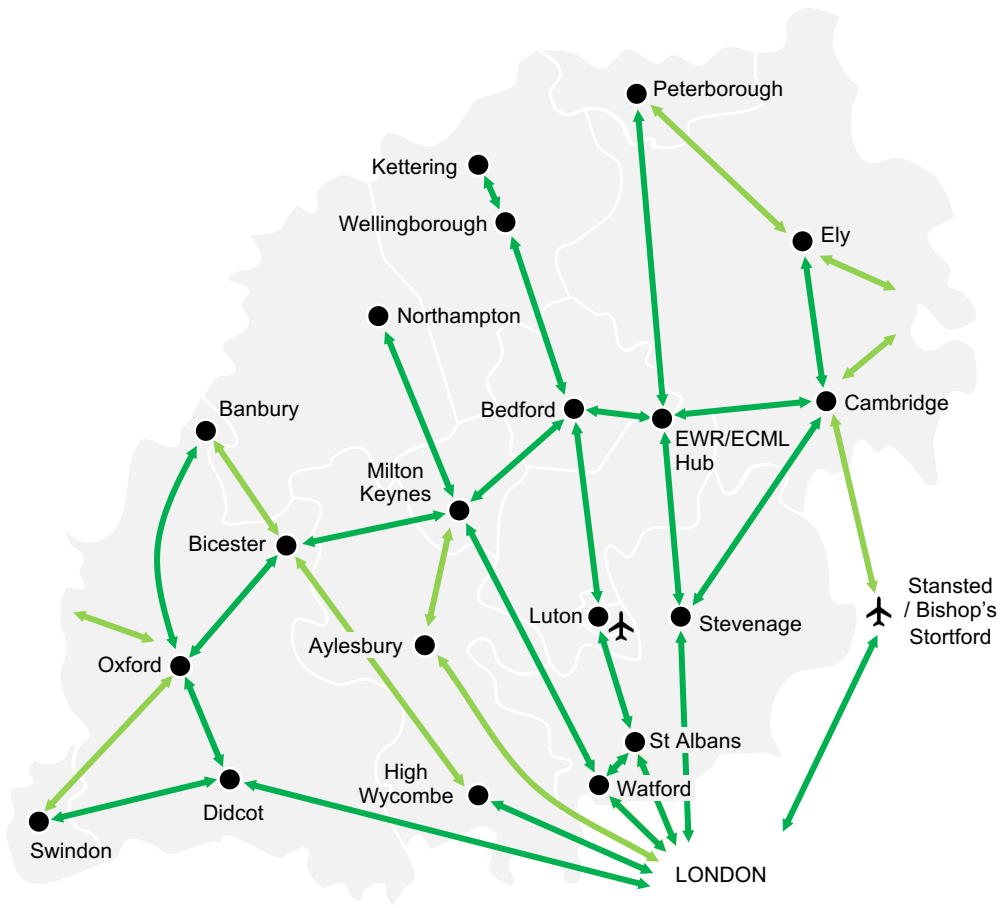 Peterborough
Kettering
Wellingborough
Ely
Northampton
Banbury
Bedford
Cambridge
EWR/ECML
Hub
Milton
Keynes
Bicester
Stansted
/ Bishop's
Stortford
Luton
Stevenage
Aylesbury
Oxford
St Albans
High
Wycombe
Watford
Didcot
Swindon
LONDON